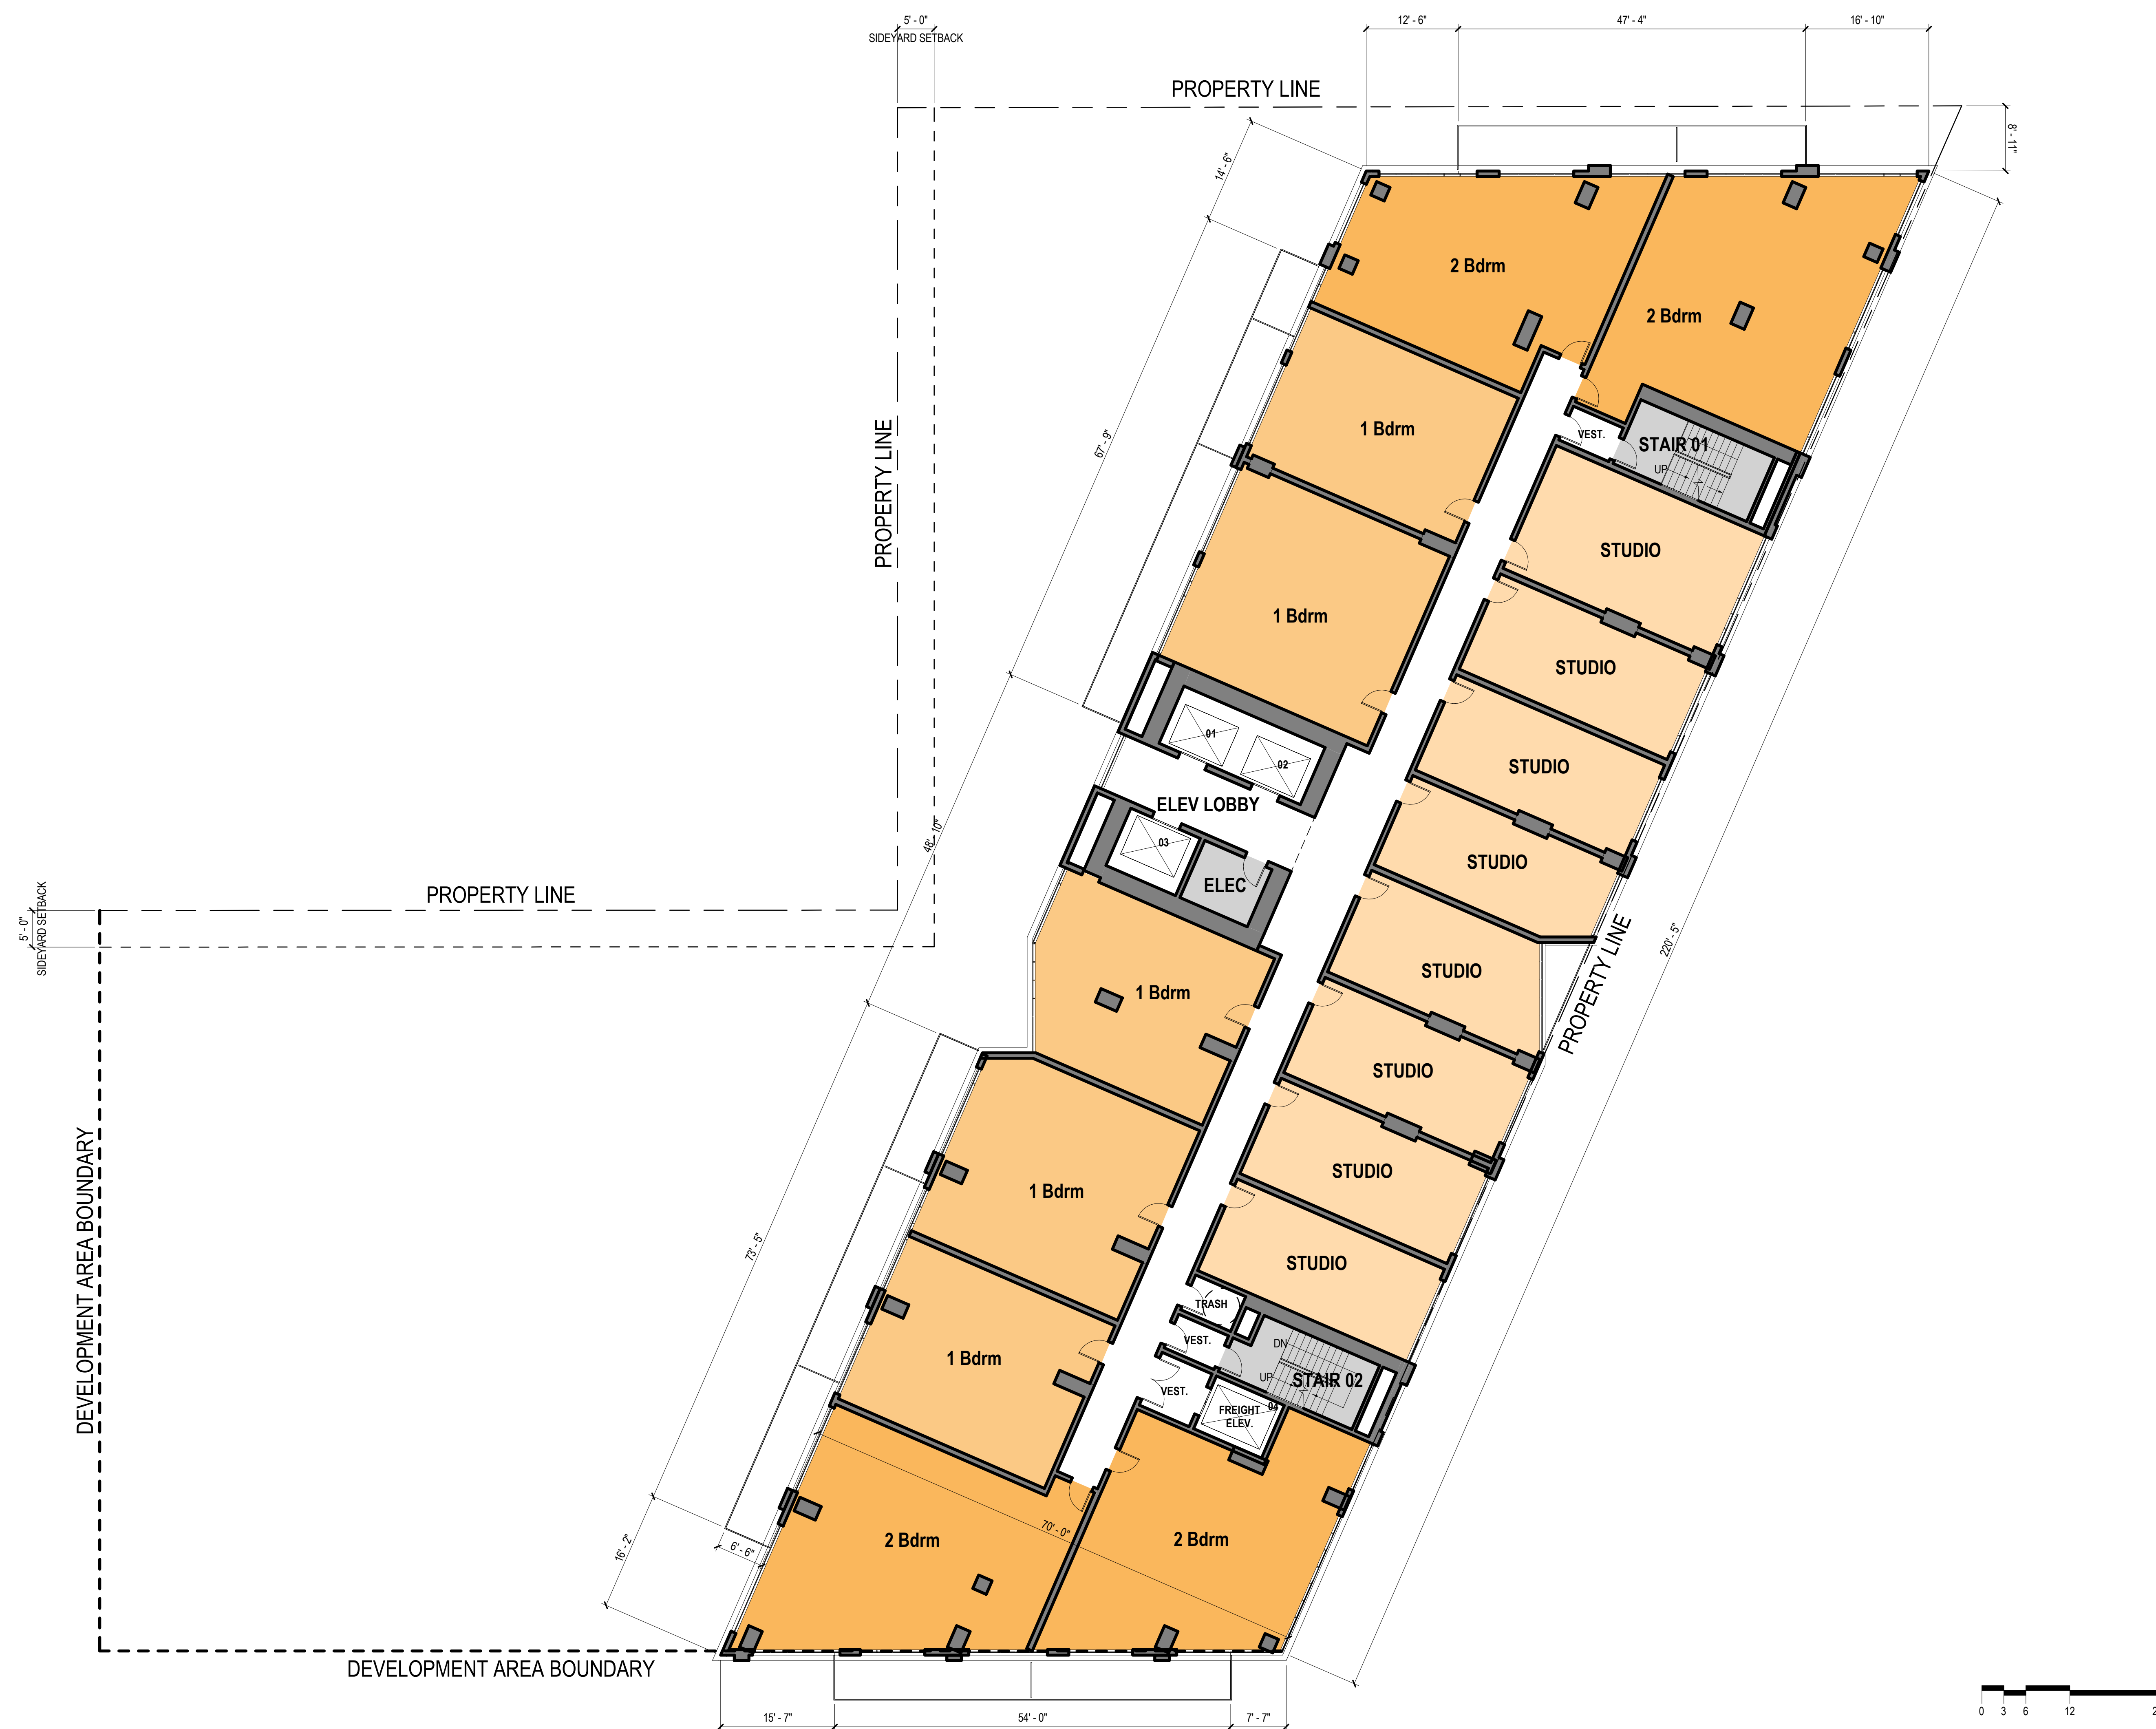 5' - 0"
SIDEYARD SETBACK
12' - 6"
47' - 4"
16' - 10"
PROPERTY LINE
8' - 11"
14' - 6"
2 Bdrm
2 Bdrm
67' - 9"
1 Bdrm
VEST.
STAIR 01
UP
PROPERTY LINE
STUDIO
1 Bdrm
STUDIO
01
02
STUDIO
ELEV LOBBY
48' - 10"
03
STUDIO
ELEC
PROPERTY LINE
5' - 0"
SIDEYARD SETBACK
220' - 5"
STUDIO
PROPERTY LINE
1 Bdrm
STUDIO
STUDIO
1 Bdrm
73' - 5"
DEVELOPMENT AREA BOUNDARY
STUDIO
TRASH
VEST.
DN
1 Bdrm
UP
STAIR 02
VEST.
04
FREIGHT
ELEV.
70' - 0"
2 Bdrm
2 Bdrm
16' - 2"
6' - 6"
DEVELOPMENT AREA BOUNDARY
15' - 7"
54' - 0"
7' - 7"
0 3 6 12